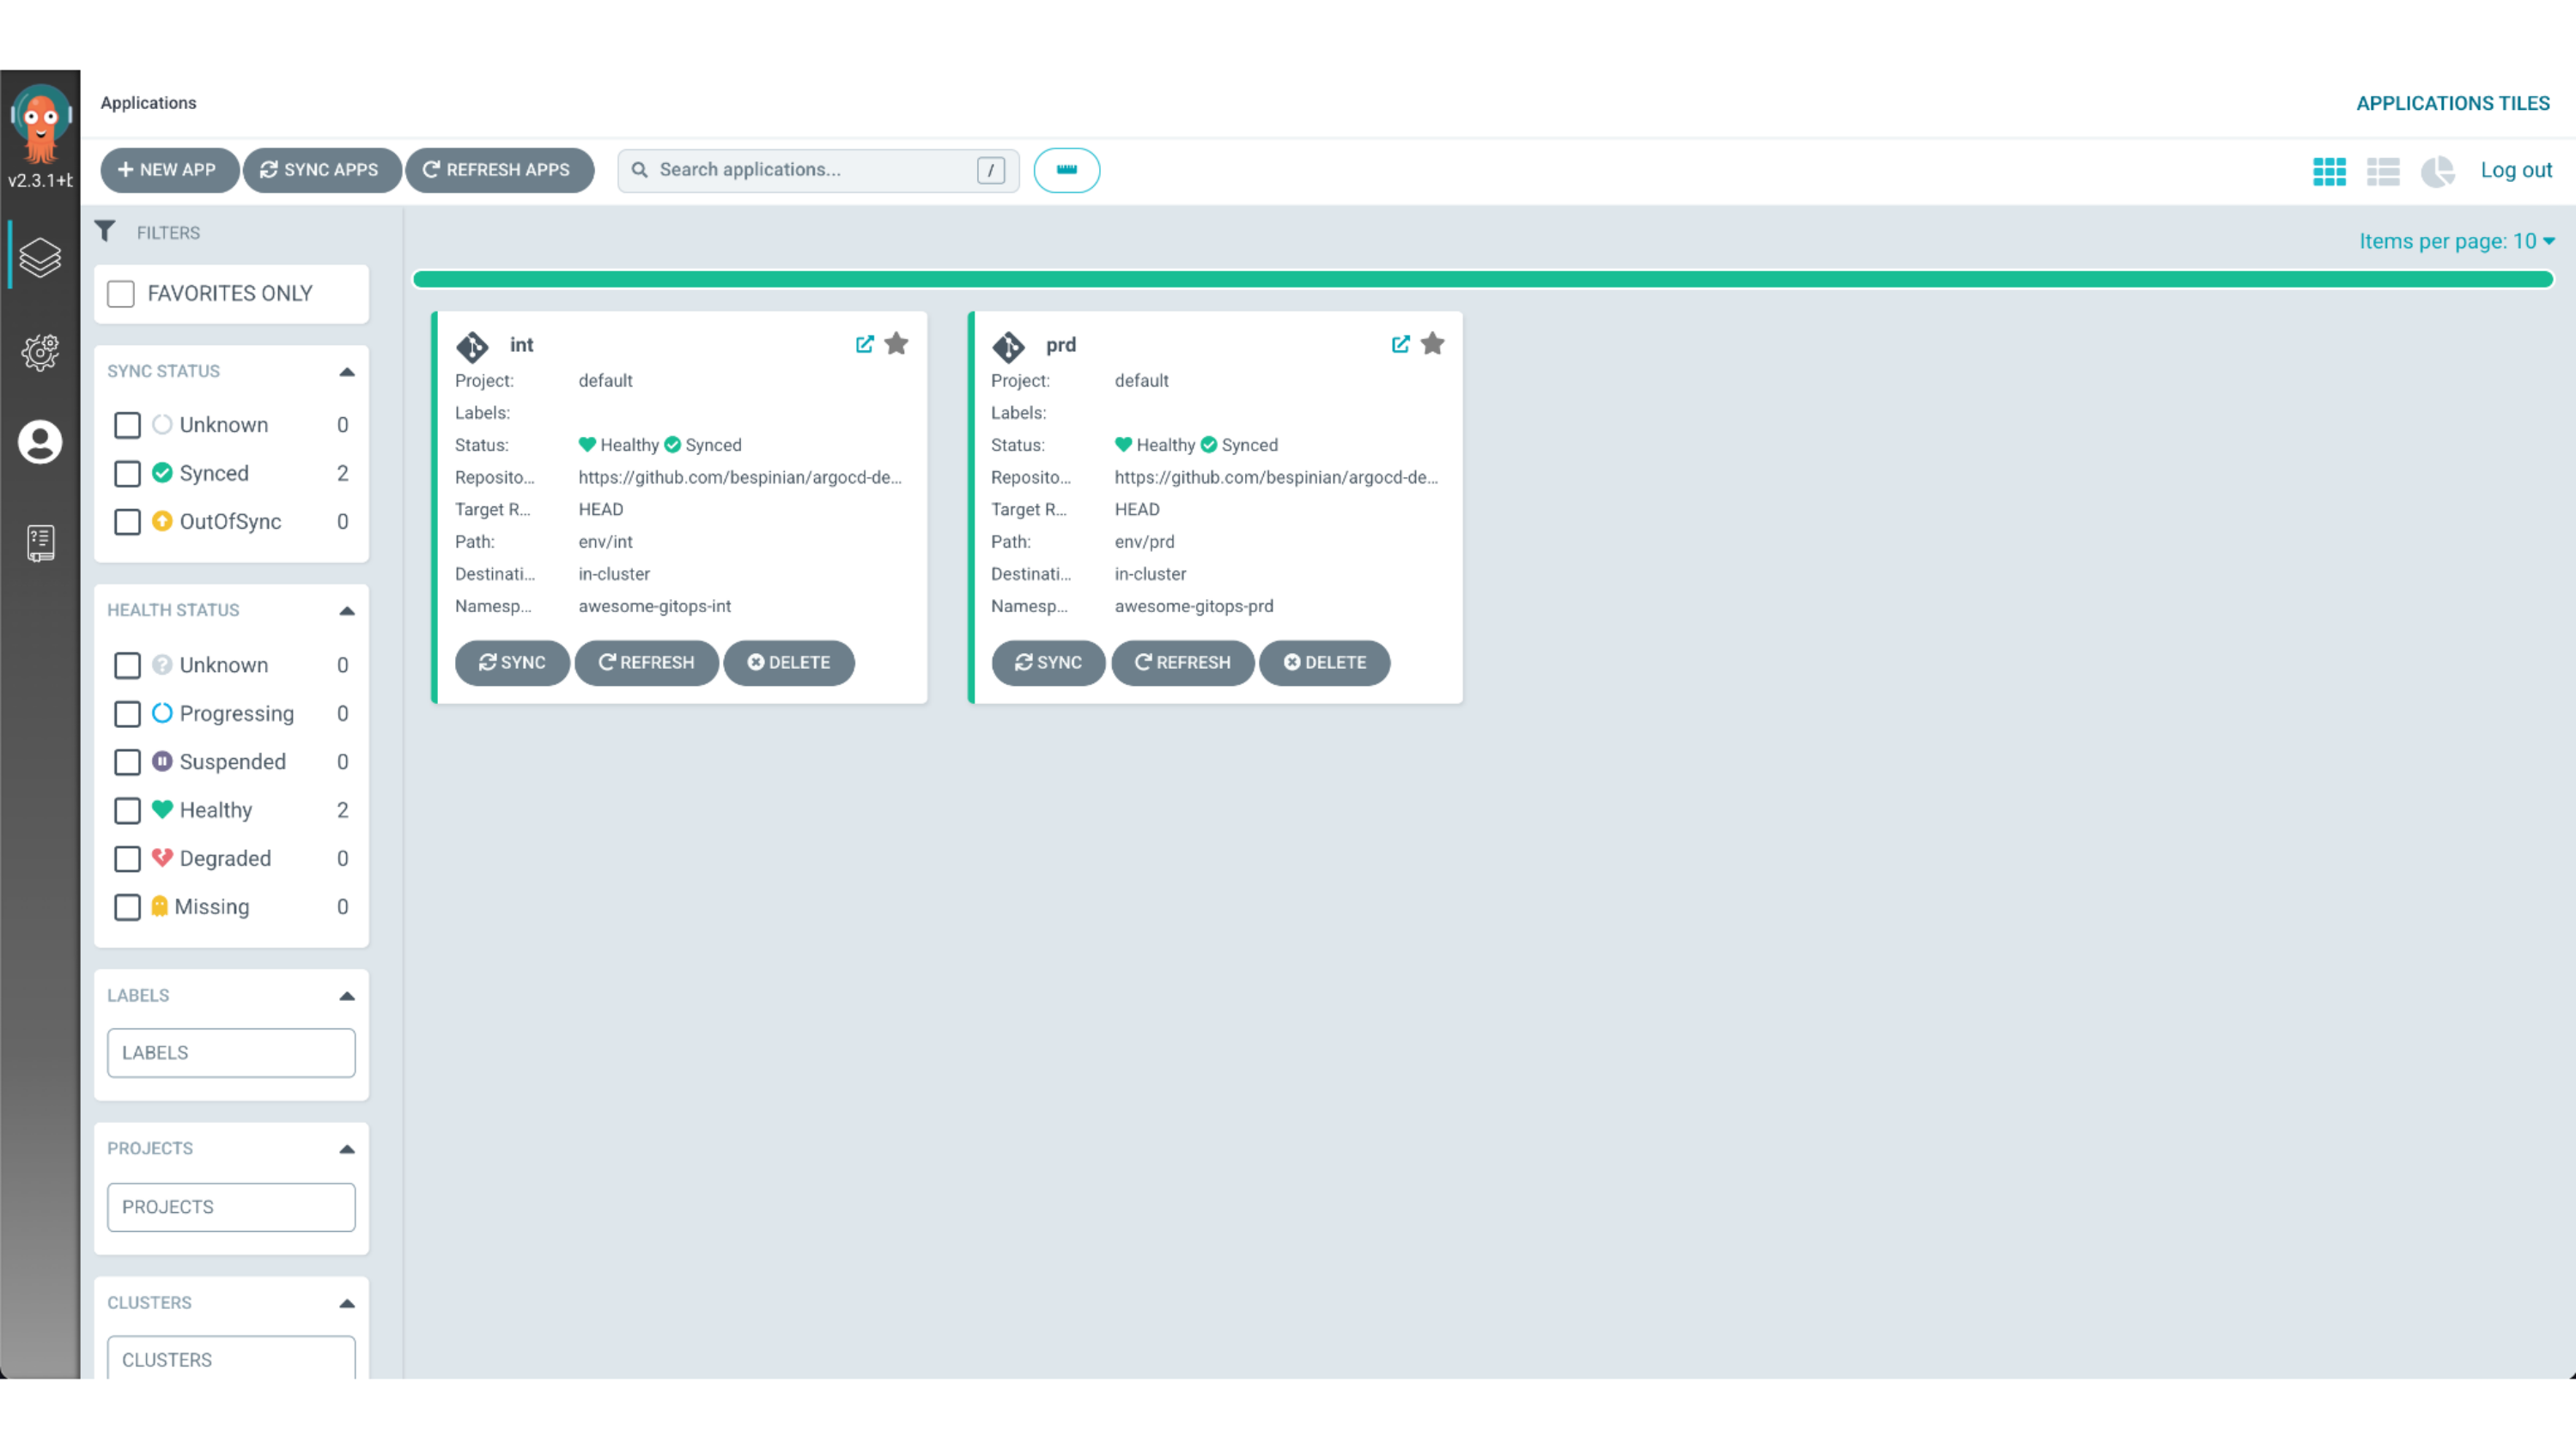 Applications
APPLICATIONS TILES
v2.3.1+b
NEW APP
SYNC APPS
REFRESH APPS
Search applications...
/
Log out
FILTERS
FAVORITES ONLY
SYNC STATUS
Unknown 0
Synced 2
OutOfSync 0
HEALTH STATUS
Unknown 0
Progressing 0
Suspended 0
Healthy 2
Degraded 0
Missing 0
LABELS
LABELS
PROJECTS
PROJECTS
CLUSTERS
CLUSTERS
Items per page: 10
int
Project: default
Labels:
Status: Healthy Synced
Reposito... https://github.com/bespinian/argocd-de...
Target R... HEAD
Path: env/int
Destinati... in-cluster
Namesp... awesome-gitops-int
SYNC REFRESH DELETE
prd
Project: default
Labels:
Status: Healthy Synced
Reposito... https://github.com/bespinian/argocd-de...
Target R... HEAD
Path: env/prd
Destinati... in-cluster
Namesp... awesome-gitops-prd
SYNC REFRESH DELETE